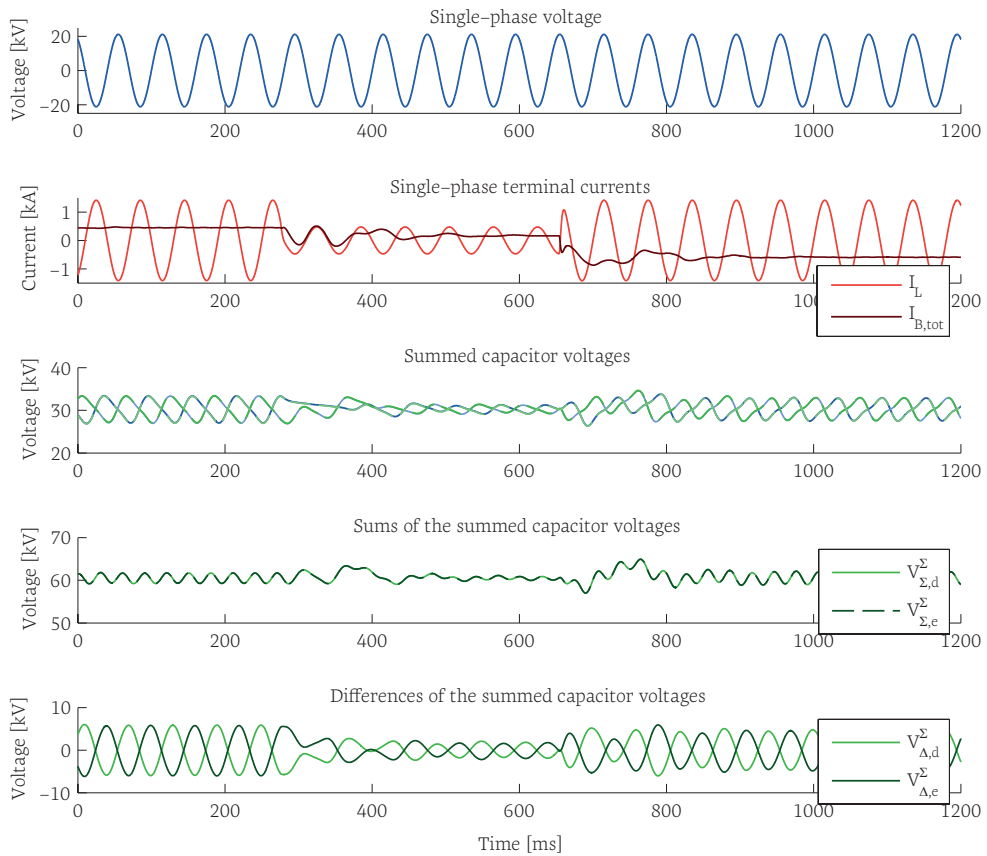 Single–phase voltage
Voltage [kV]
20
0
−20
0 200 400 600 800 1000 1200
Single–phase terminal currents
Current [kA]
1
0
−1
0 200 400 600 800 10 200
I_L
I_B,tot
Summed capacitor voltages
Voltage [kV]
40
30
20
0 200 400 600 800 1000 1200
Sums of the summed capacitor voltages
Voltage [kV]
70
60
50
0 200 400 600 800 1000 1200
V^Σ_Σ,d
V^Σ_Σ,e
Differences of the summed capacitor voltages
Voltage [kV]
10
0
−10
0 200 400 600 800 1000 1200
V^Σ_Δ,d
V^Σ_Δ,e
Time [ms]